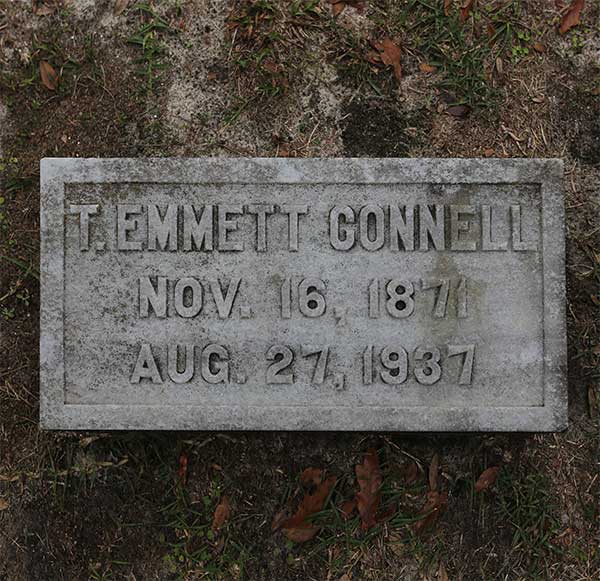 T. EMMETT CONNELL
NOV. 16, 1871
AUG. 27, 1937